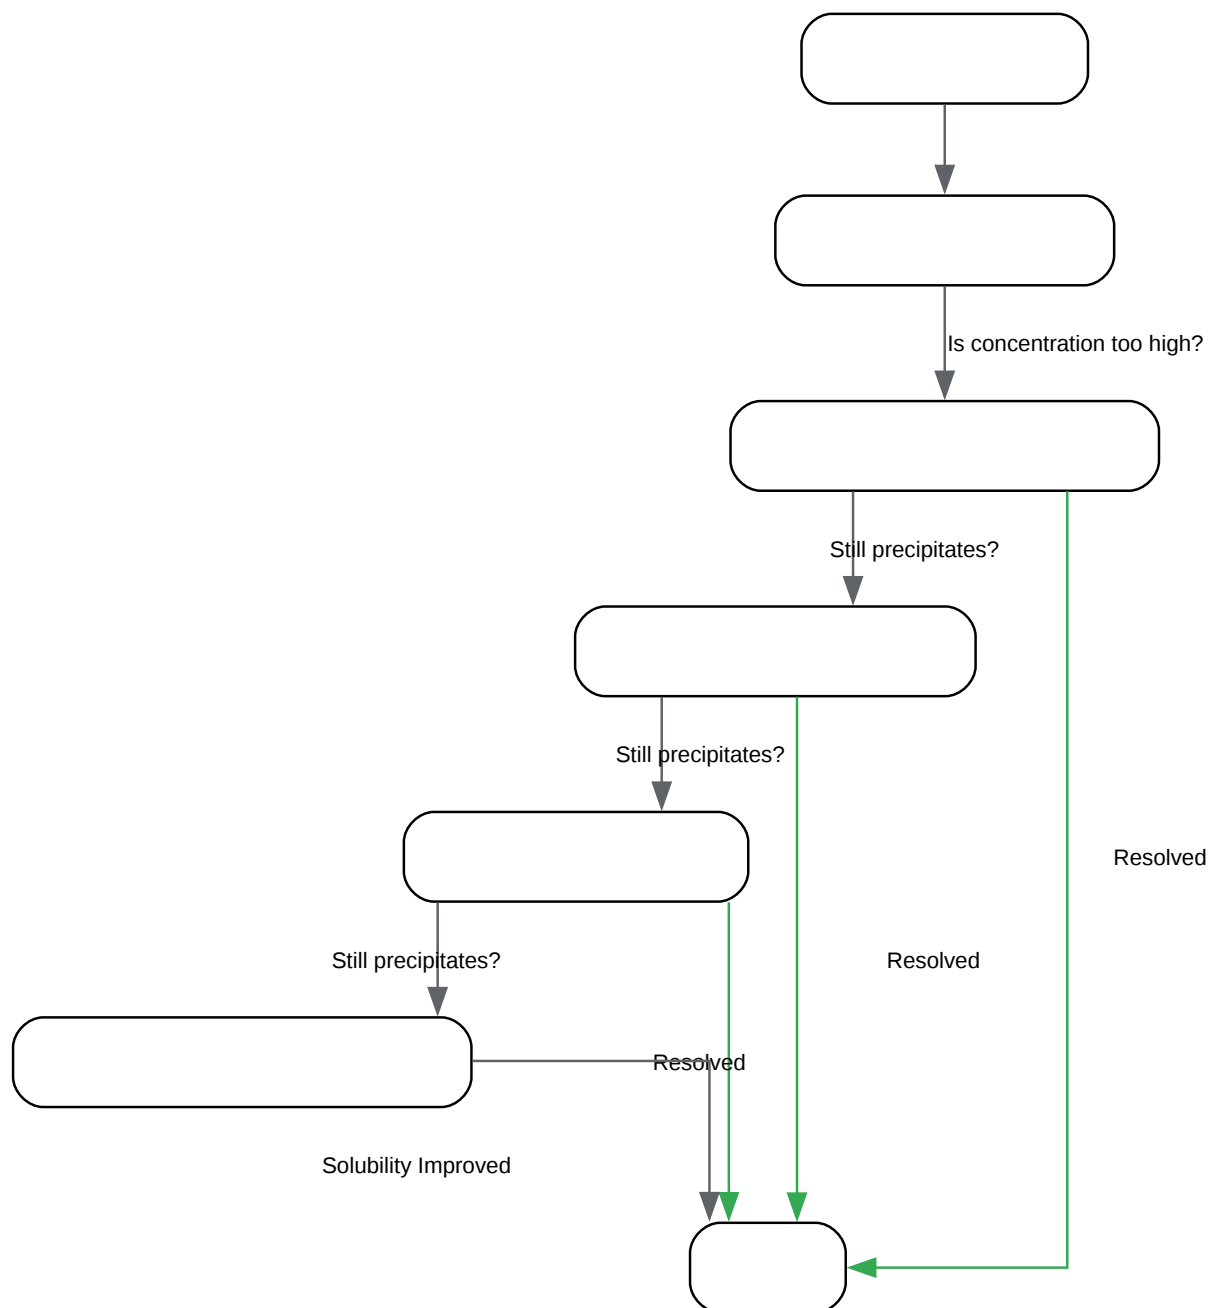 Is concentration too high?
Still precipitates?
Still precipitates?
Resolved
Still precipitates?
Resolved
Resolved
Solubility Improved